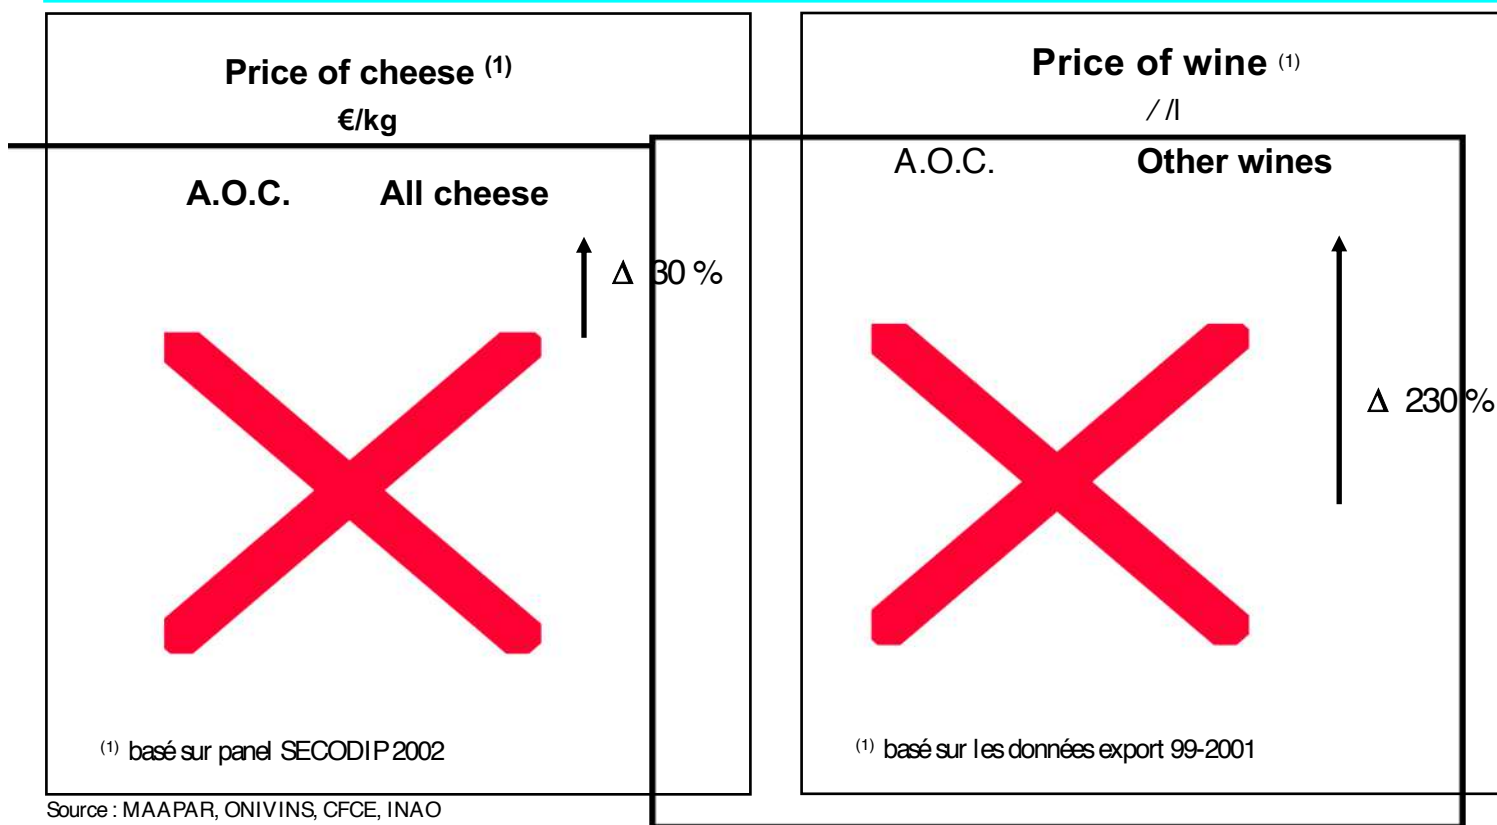 Price of cheese (1)
€/kg
A.O.C. All cheese
Δ 30 %
(1) basé sur panel SECODIP 2002
Price of wine (1)
/ /l
A.O.C. Other wines
Δ 230 %
(1) basé sur les données export 99-2001
Source : MAAPAR, ONIVINS, CFCE, INAO